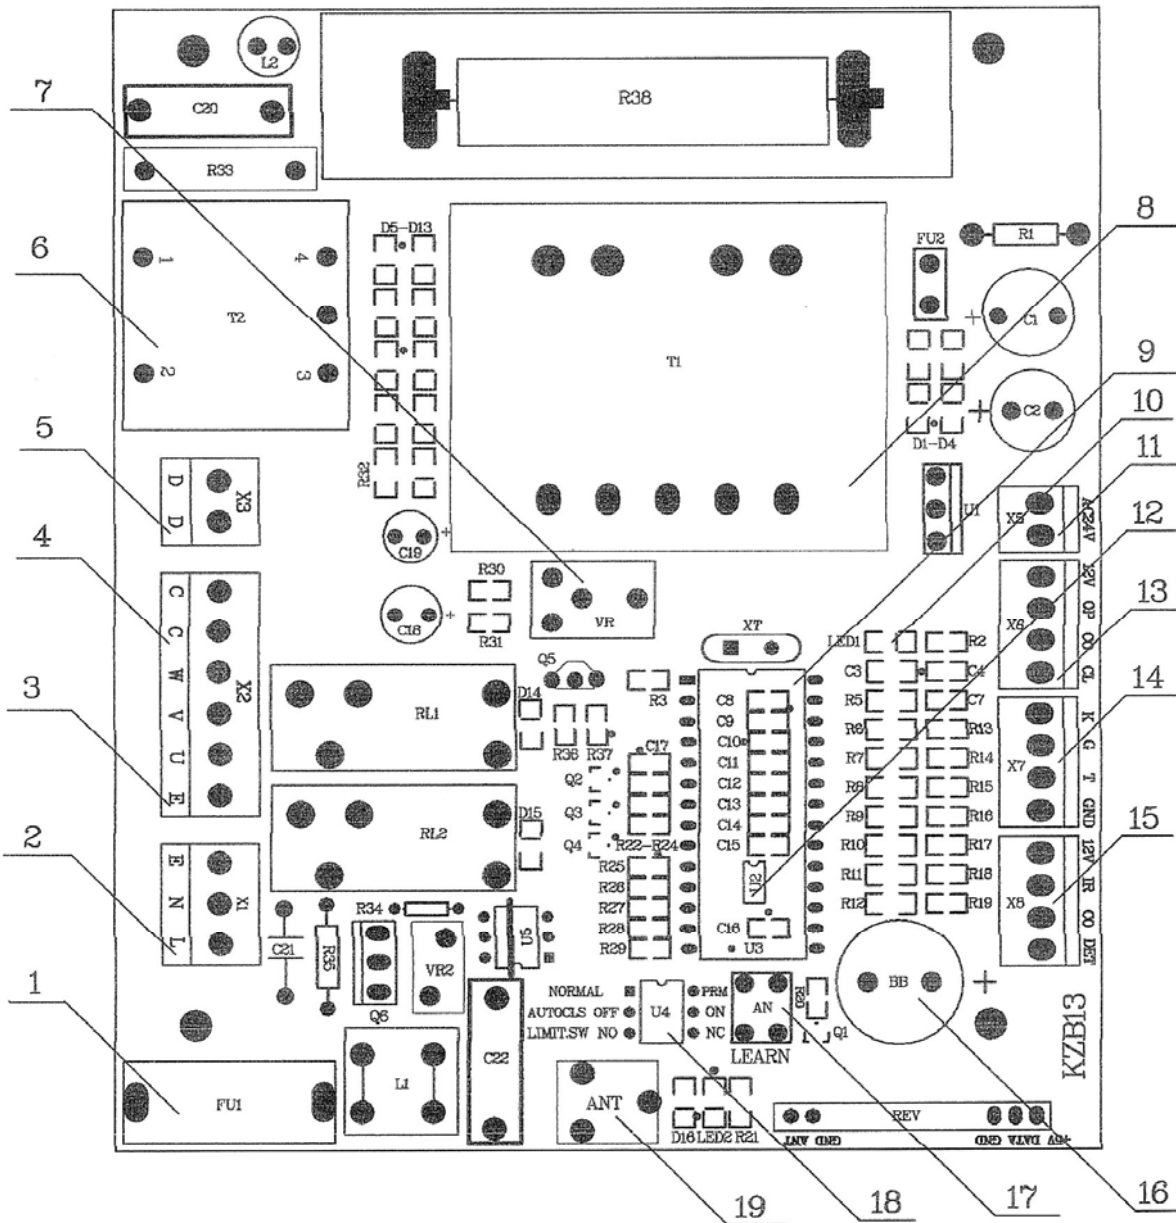 L2
7
C20
R38
R33
D5-D13
FU2
R1
8
6
1
4
T2
C1
T1
2
3
9
C2
10
D1-D4
5
D D X3
R32
11
U1
X5 AC24V
12
C19
4
R30
VR
C18
R31
XT
LED1
R2
X6 12V OP CO CL
13
C C W V U E X2
Q5
R3
C3
C4
3
RL1
D14
C8
R5
C7
14
C9
R6
R13
R36
R37
C17
C10
X7 K G T GND
R7
R14
C11
Q2
C12
R8
R15
RL2
D15
Q3
C13
R9
R16
15
2
Q4
C14
R22-R24
C15
R10
R17
E N L X1
R25
R11
R18
X8 12V IR CO DET
R26
U2
R34
R27
R12
R19
C21
R35
U5
R28
C16
R29
U3
VR2
1
BB
NORMAL
PRM
AN
R20
Q6
AUTOCLS OFF
U4
ON
LIMIT.SW NO
NC
Q1
LEARN
KZB13
C22
L1
FU1
ANT
REV
D16
LED2
R21
ANT
GND
GND
DATA
+5V
19
18
17
16